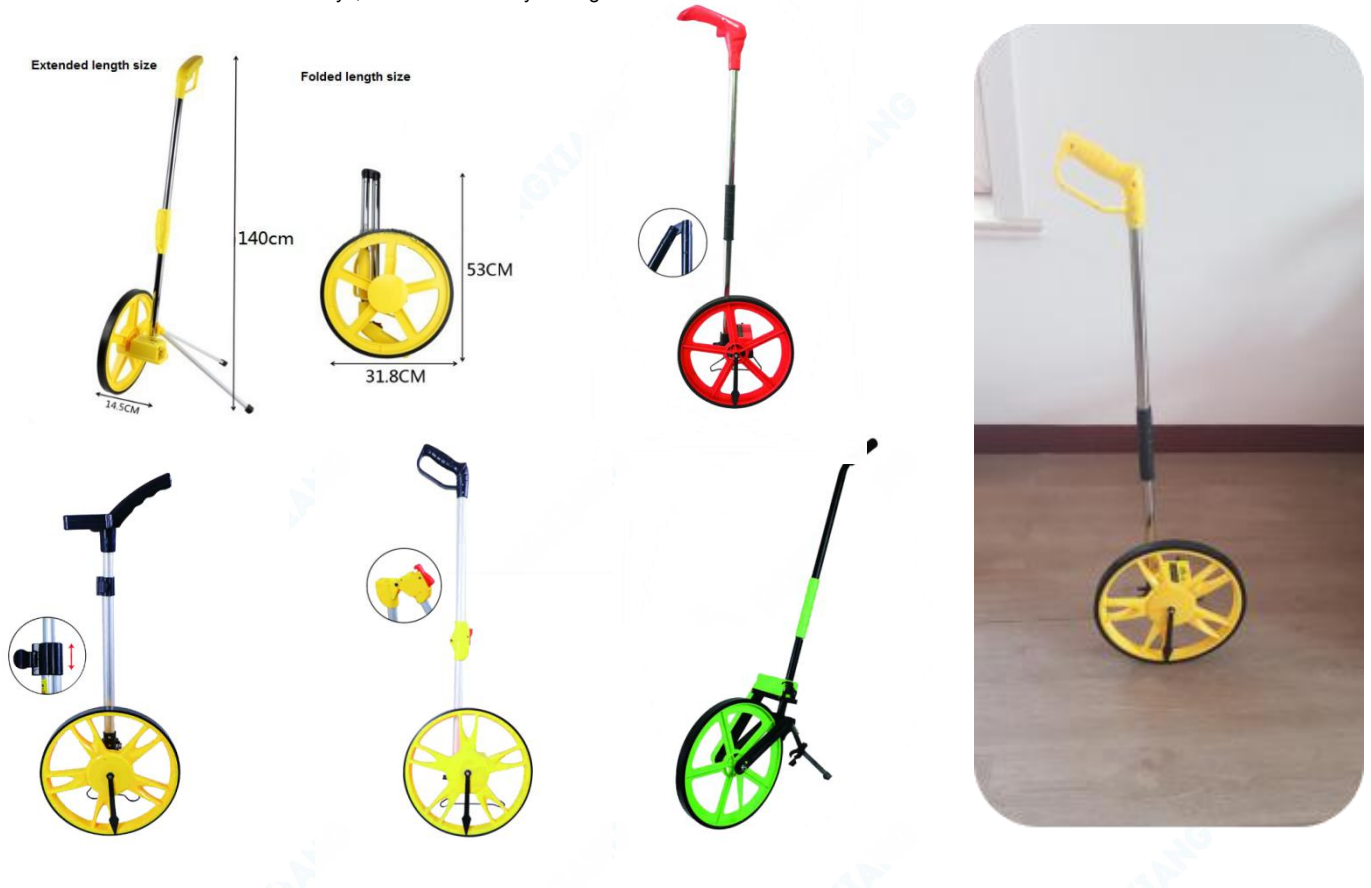 Extended length size
Folded length size
140cm
53CM
31.8CM
14.5CM